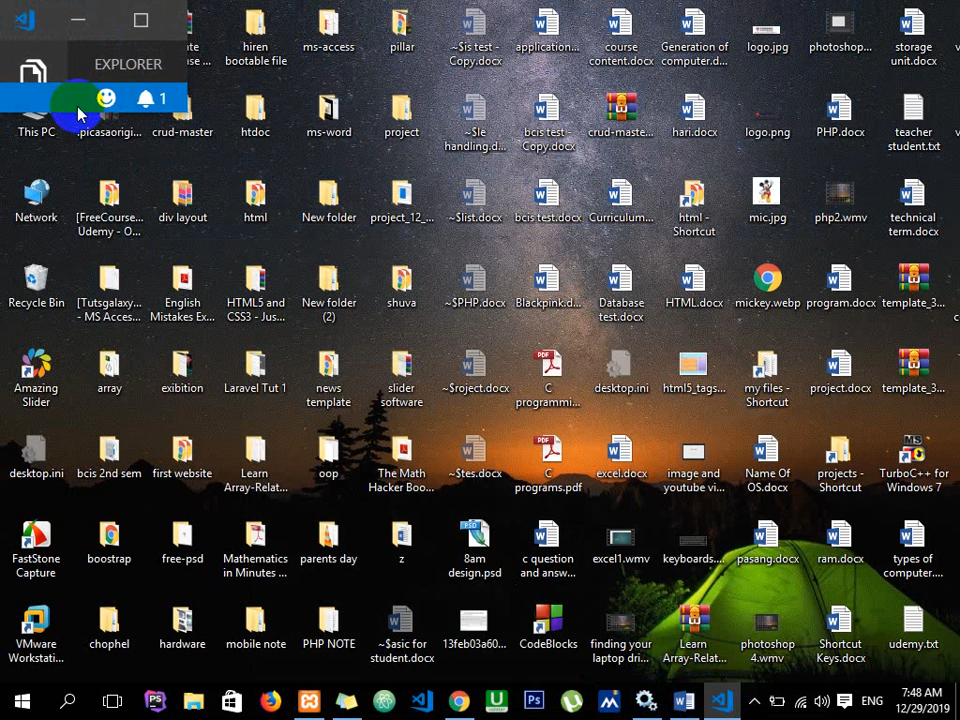 EXPLORER
1
use ...
hiren
bootable file
ms-access
pillar
~$is test -
Copy.docx
application...
course
content.docx
Generation of
computer.d...
logo.jpg
photoshop...
storage
unit.docx
This PC
.picasaorigi...
crud-master
htdoc
ms-word
project
~$le
handling.d...
bcis test -
Copy.docx
crud-maste...
hari.docx
logo.png
PHP.docx
teacher
student.txt
Network
[FreeCourse...
Udemy - O...
div layout
html
New folder
project_12_...
~$list.docx
bcis test.docx
Curriculum...
html -
Shortcut
mic.jpg
php2.wmv
technical
term.docx
Recycle Bin
[Tutsgalaxy...
- MS Acces...
English
Mistakes Ex...
HTML5 and
CSS3 - Jus...
New folder
(2)
shuva
~$PHP.docx
Blackpink.d...
Database
test.docx
HTML.docx
mickey.webp
program.docx
template_3...
Amazing
Slider
array
exibition
Laravel Tut 1
news
template
slider
software
~$roject.docx
PDF
C
programmi...
desktop.ini
html5_tags...
my files -
Shortcut
project.docx
template_3...
desktop.ini
bcis 2nd sem
first website
Learn
Array-Relat...
oop
The Math
Hacker Boo...
~$tes.docx
PDF
C
programs.pdf
excel.docx
image and
youtube vi...
Name Of
OS.docx
projects -
Shortcut
TurboC++ for
Windows 7
FastStone
Capture
boostrap
free-psd
Mathematics
in Minutes ...
parents day
z
PSD
8am
design.psd
c question
and answ...
excel1.wmv
keyboards....
pasang.docx
ram.docx
types of
computer....
VMware
Workstati...
chophel
hardware
mobile note
PHP NOTE
~$asic for
student.docx
13feb03a60...
CodeBlocks
finding your
laptop dri...
Learn
Array-Relat...
photoshop
4.wmv
Shortcut
Keys.docx
udemy.txt
ENG
7:48 AM
12/29/2019